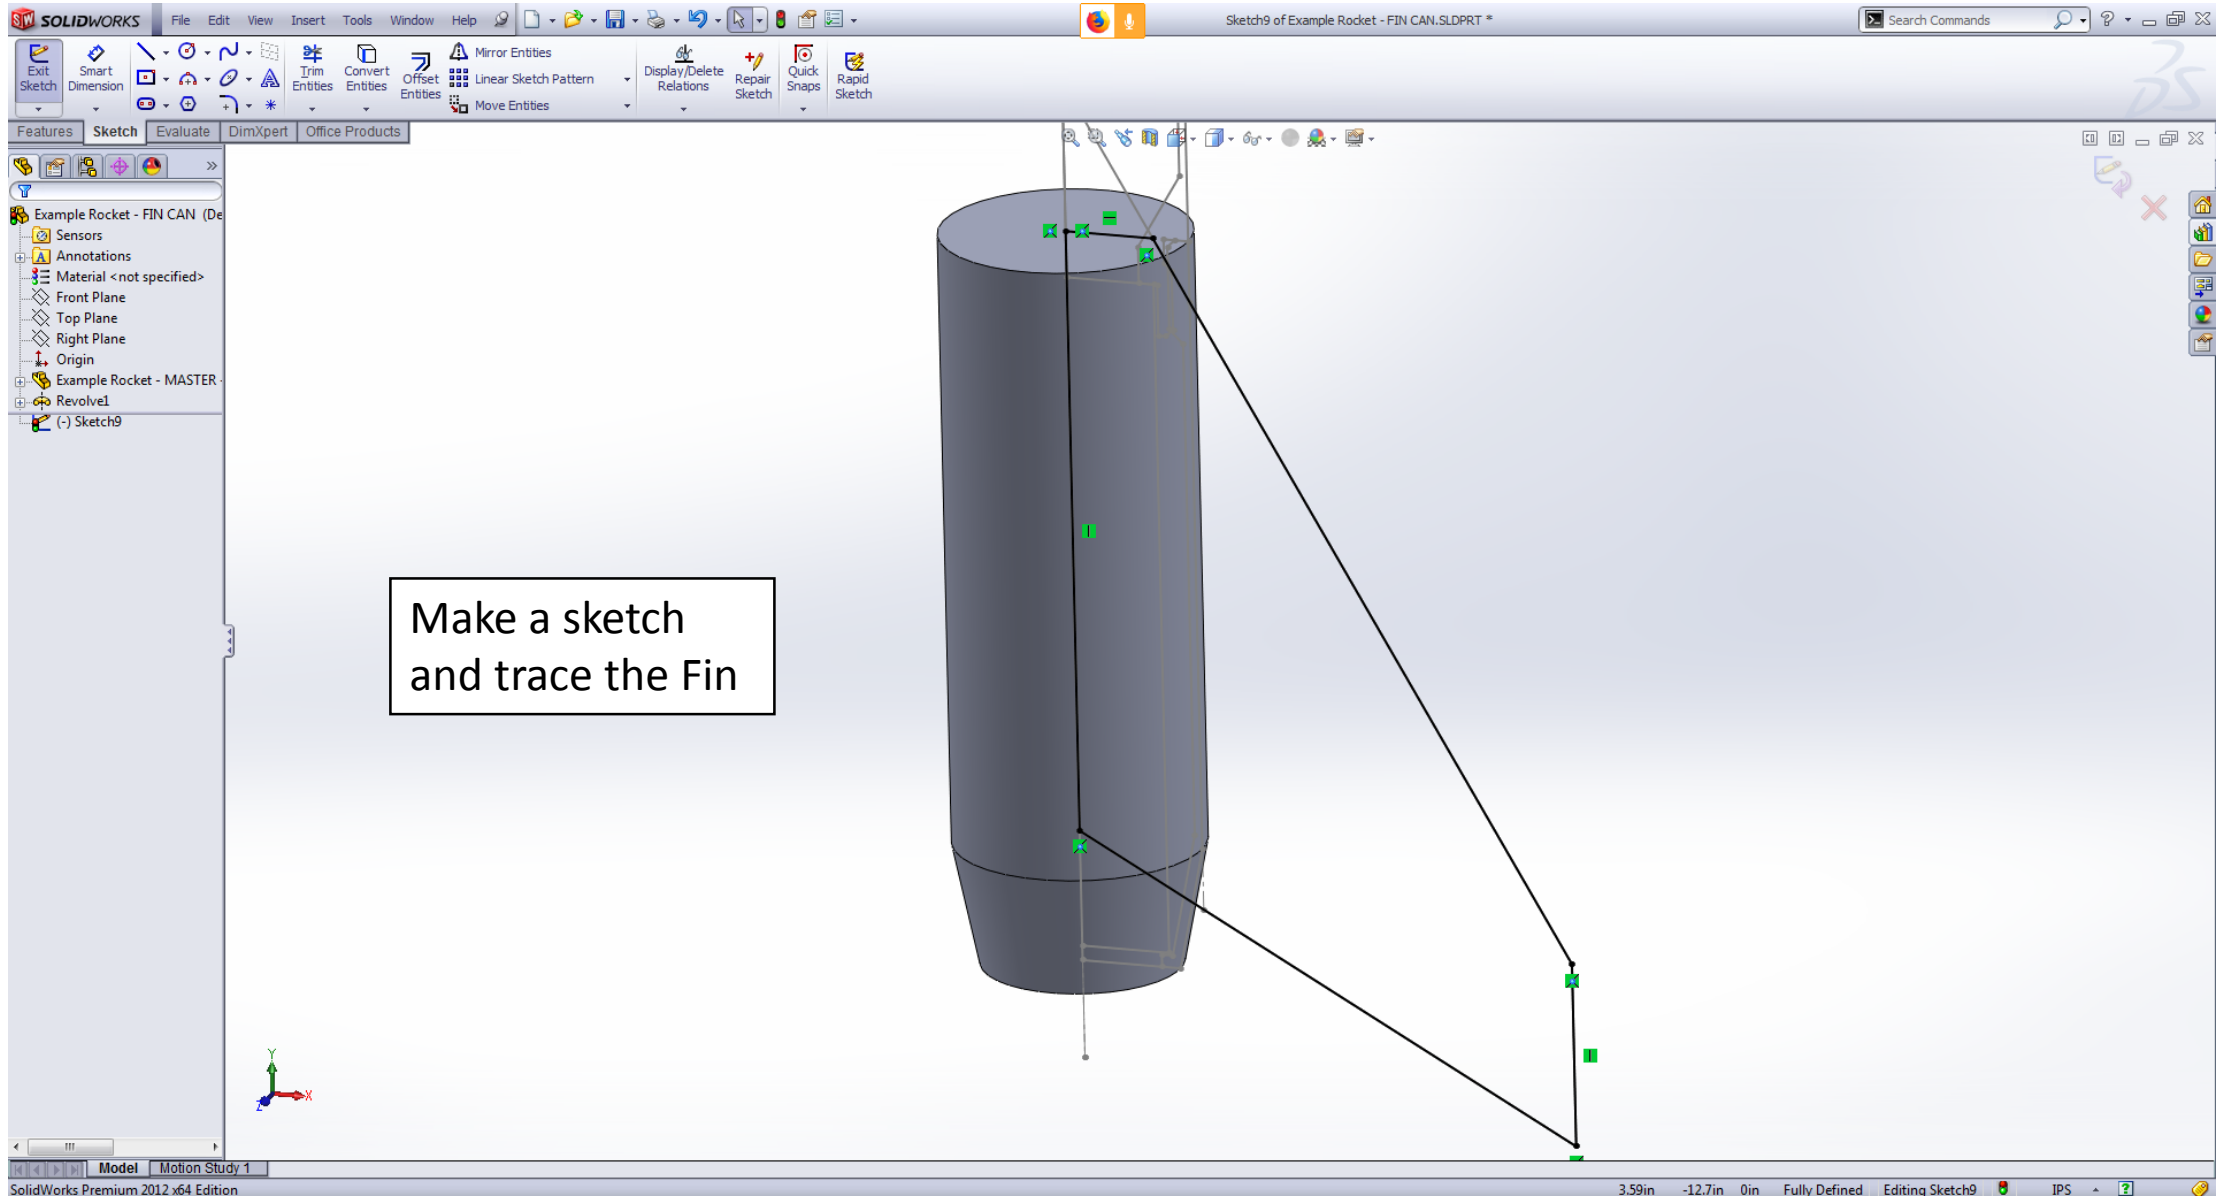 SOLIDWORKS File Edit View Insert Tools Window Help Sketch9 of Example Rocket - FIN CAN.SLDPRT * Search Commands
Exit Sketch
Smart Dimension
Trim Entities
Convert Entities
Offset Entities
Mirror Entities
Linear Sketch Pattern
Move Entities
Display/Delete Relations
Repair Sketch
Quick Snaps
Rapid Sketch
Features Sketch Evaluate DimXpert Office Products
Example Rocket - FIN CAN (De
Sensors
Annotations
Material <not specified>
Front Plane
Top Plane
Right Plane
Origin
Example Rocket - MASTER
Revolve1
(-) Sketch9
Make a sketch
and trace the Fin
Y
X
Z
Model Motion Study 1
SolidWorks Premium 2012 x64 Edition 3.59in -12.7in 0in Fully Defined Editing Sketch9 IPS